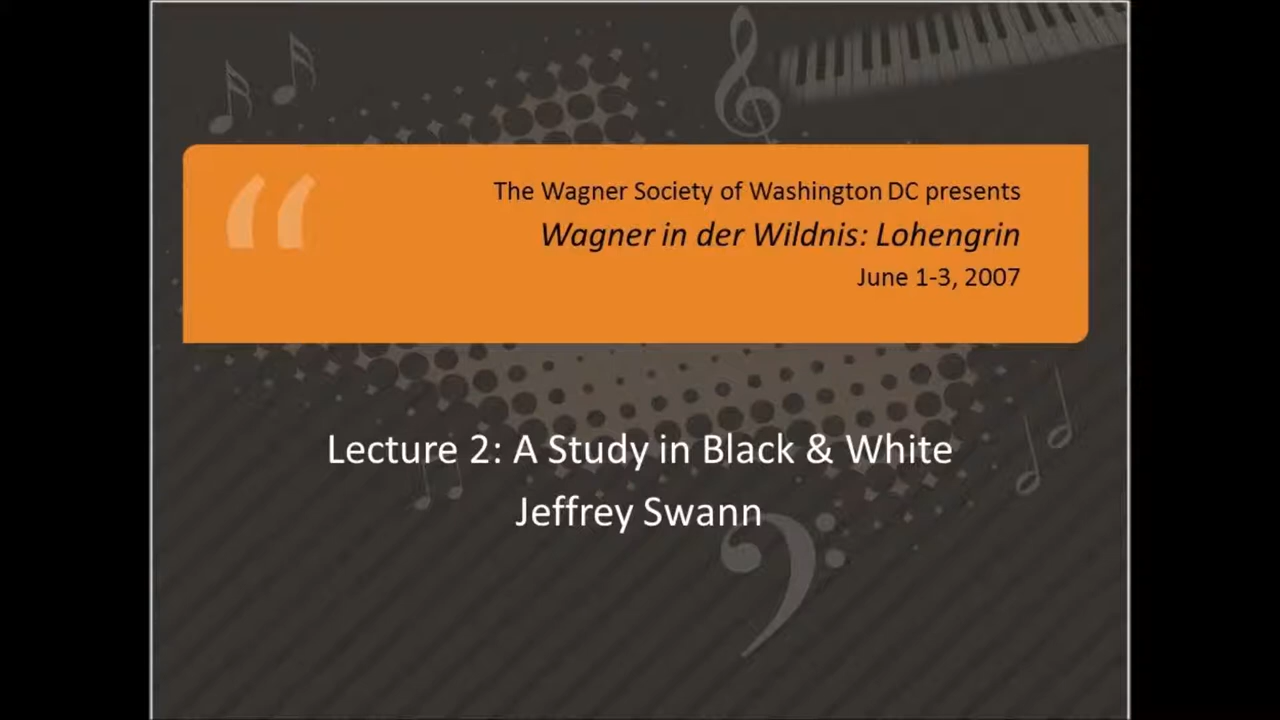 “
The Wagner Society of Washington DC presents
Wagner in der Wildnis: Lohengrin
June 1-3, 2007
Lecture 2: A Study in Black & White
Jeffrey Swann